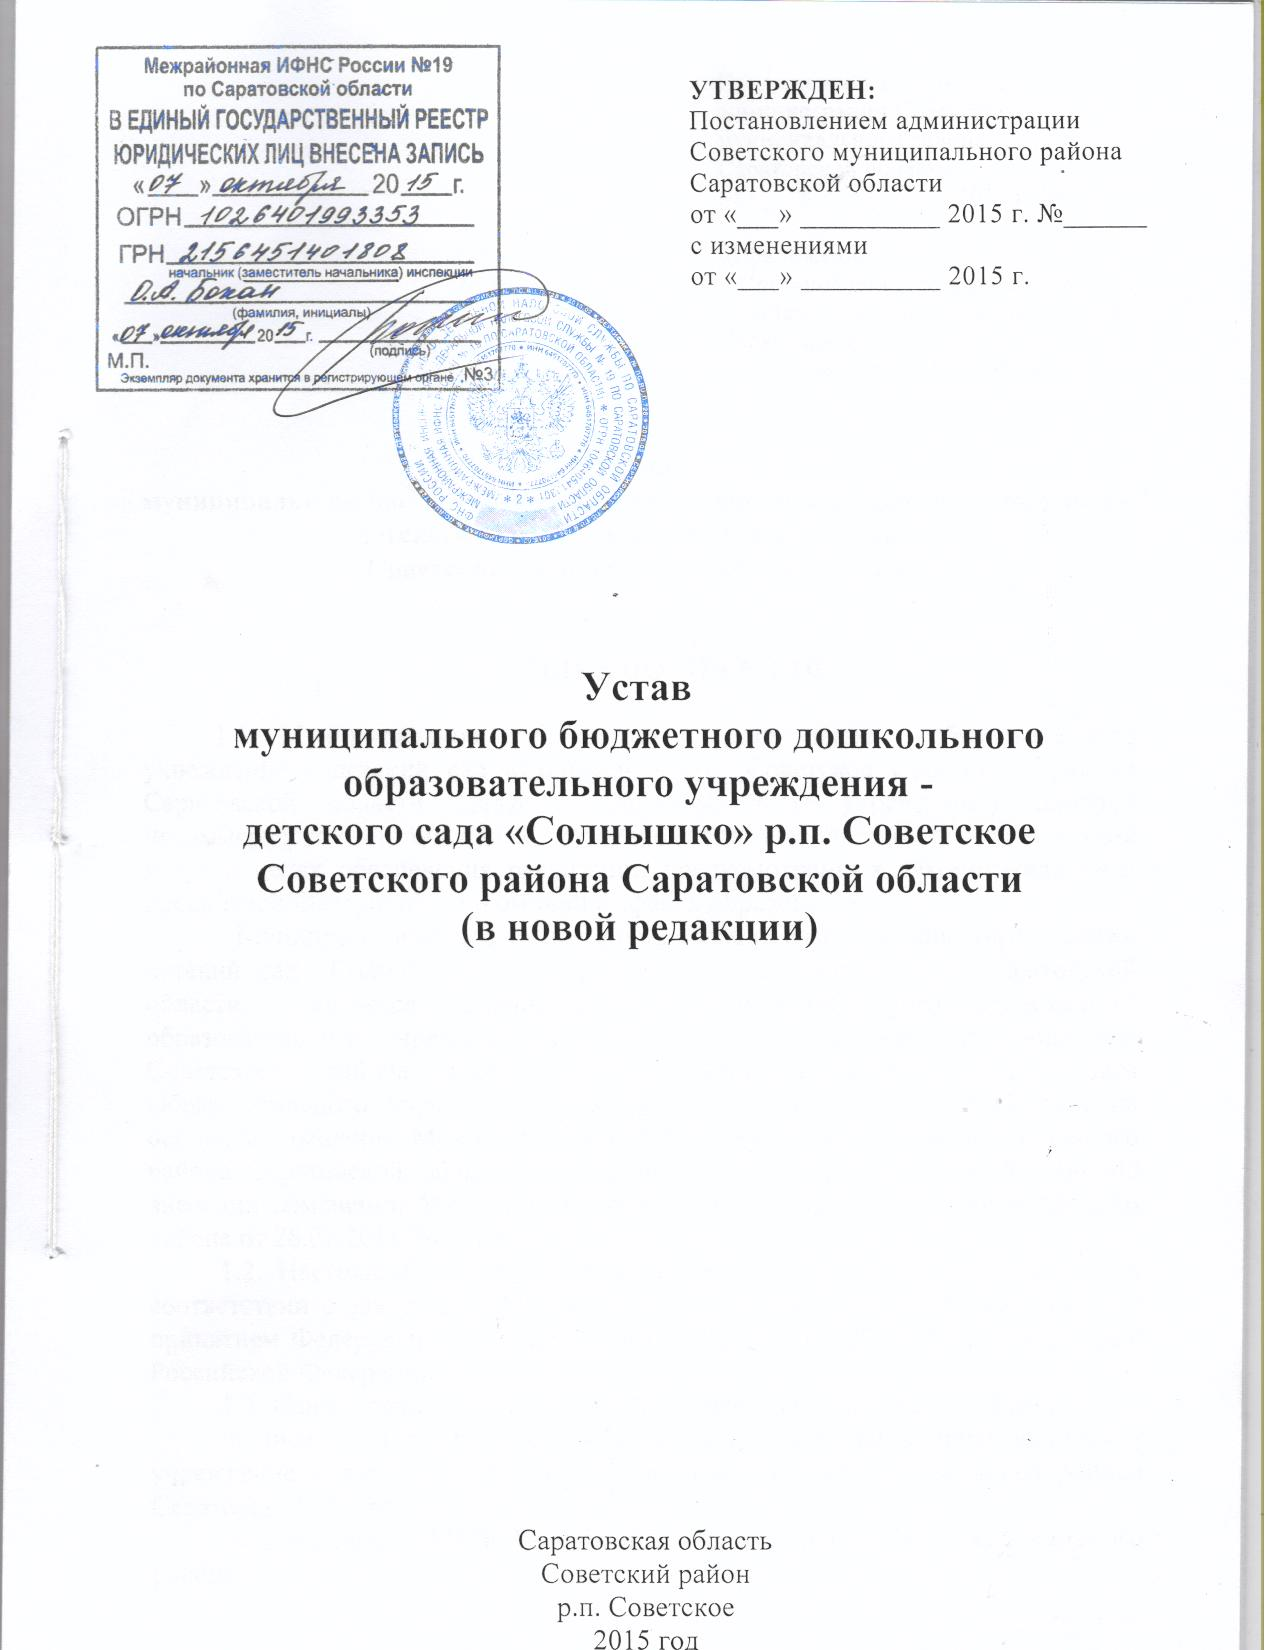 Межрайонная ИФНС России №19
по Саратовской области
В ЕДИНЫЙ ГОСУДАРСТВЕННЫЙ РЕЕСТР
ЮРИДИЧЕСКИХ ЛИЦ ВНЕСЕНА ЗАПИСЬ
«07» октября 2015 г.
ОГРН 1026401993353
ГРН 2156451401808
начальник (заместитель начальника) инспекции
О.А. Бокан
(фамилия, инициалы)
«07» октября 2015 г.
(подпись)
М.П.
Экземпляр документа хранится в регистрирующем органе №3
УТВЕРЖДЕН:
Постановлением администрации
Советского муниципального района
Саратовской области
от «___» __________ 2015 г. №______
с изменениями
от «___» __________ 2015 г.
Устав
муниципального бюджетного дошкольного
образовательного учреждения -
детского сада «Солнышко» р.п. Советское
Советского района Саратовской области
(в новой редакции)
Саратовская область
Советский район
р.п. Советское
2015 год